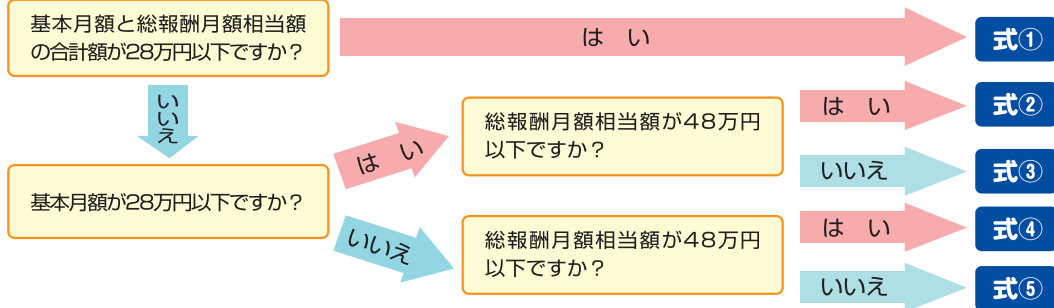 基本月額と総報酬月額相当額
の合計額が28万円以下ですか？
は い
式①
いいえ
基本月額が28万円以下ですか？
は い
総報酬月額相当額が48万円
以下ですか？
は い
式②
いいえ
式③
いいえ
総報酬月額相当額が48万円
以下ですか？
は い
式④
いいえ
式⑤